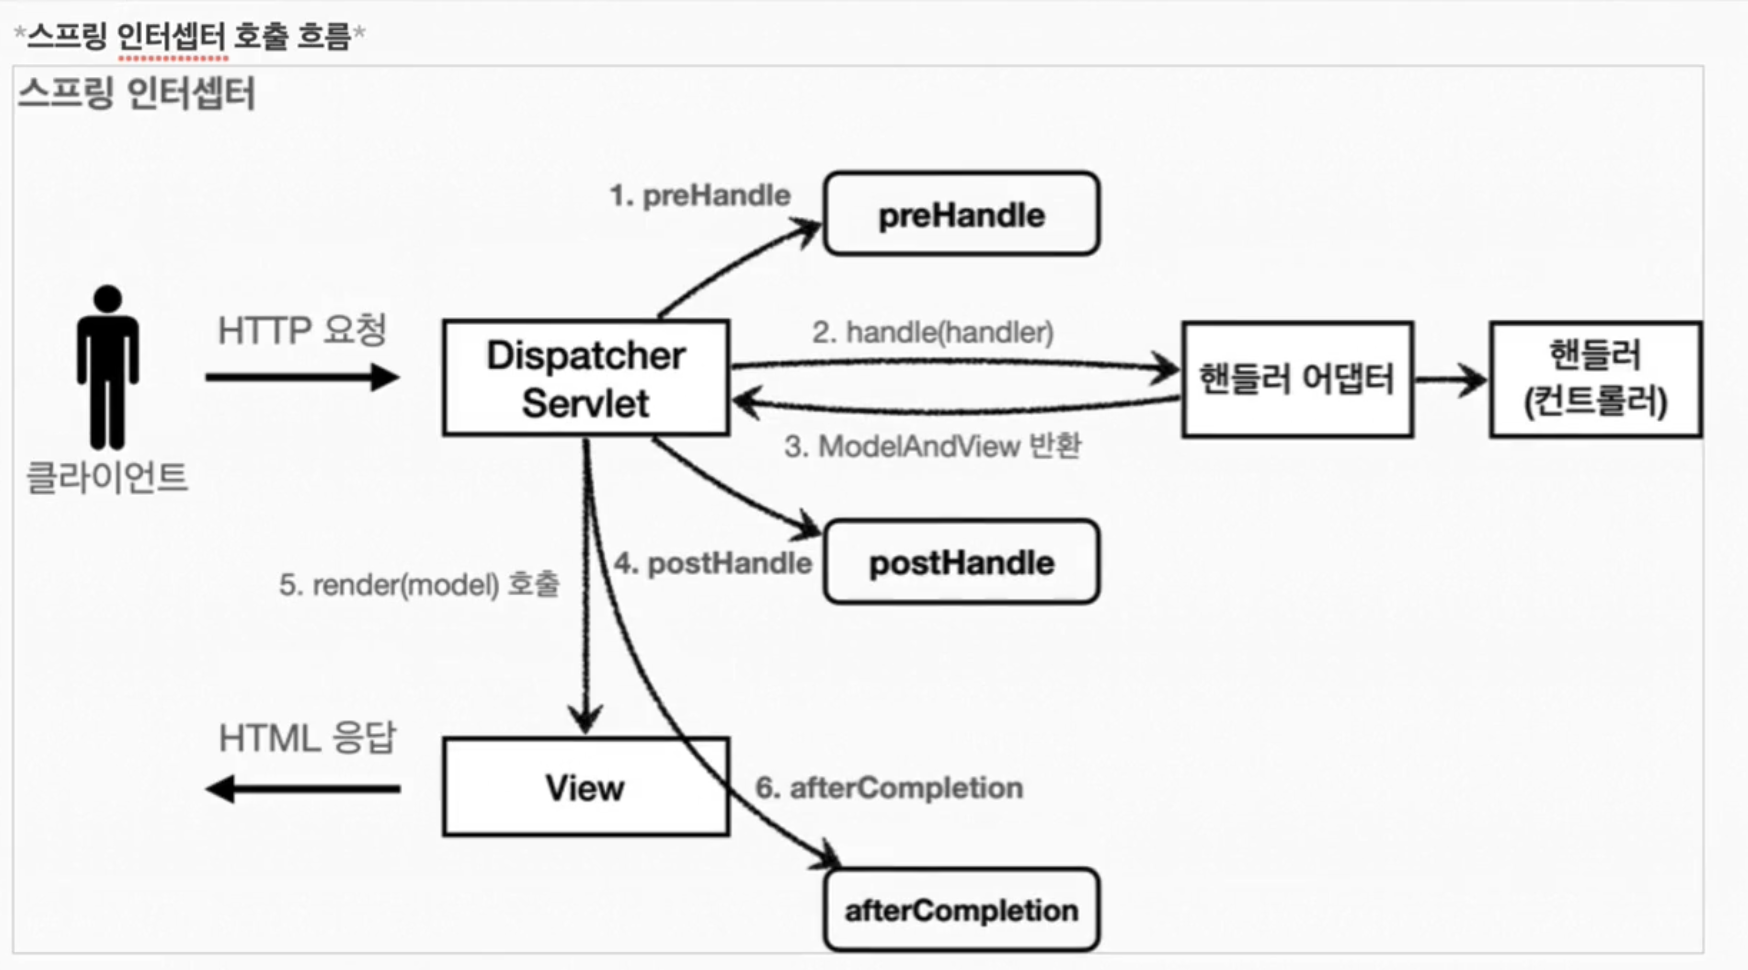 *스프링 인터셉터 호출 흐름*
스프링 인터셉터
1. preHandle
preHandle
HTTP 요청
클라이언트
Dispatcher
Servlet
2. handle(handler)
3. ModelAndView 반환
핸들러 어댑터
핸들러
(컨트롤러)
4. postHandle
postHandle
5. render(model) 호출
HTML 응답
View
6. afterCompletion
afterCompletion